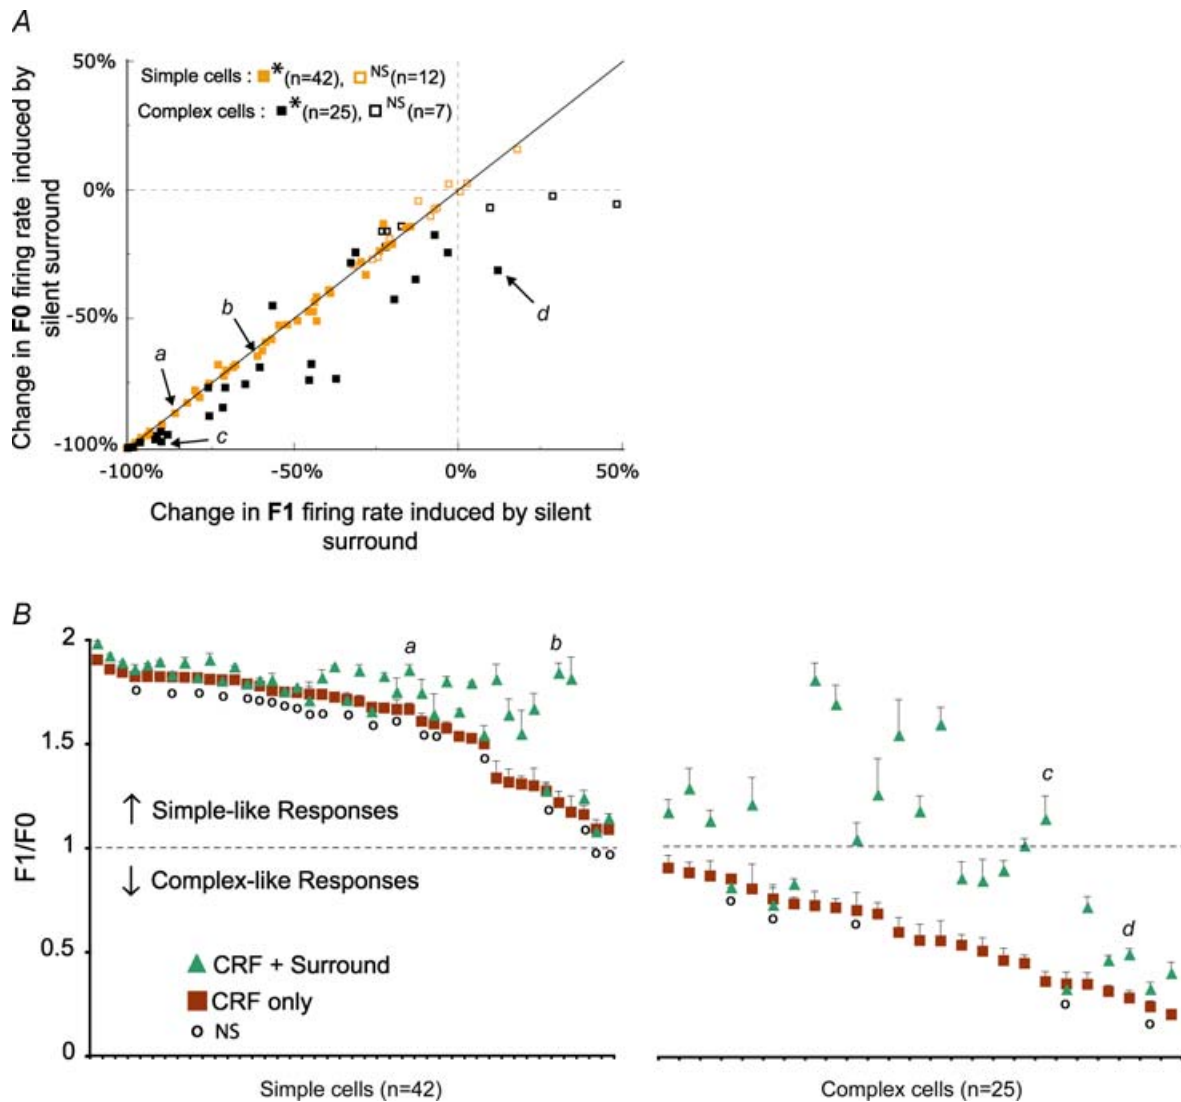 A
50%
Simple cells : * (n=42), NS (n=12)
Complex cells : * (n=25), NS (n=7)
0%
-50%
-100%
Change in F0 firing rate induced by
silent surround
a
b
c
d
-100%
-50%
0%
50%
Change in F1 firing rate induced by silent
surround
B
2
1.5
1
0.5
0
F1/F0
a
b
c
d
Simple-like Responses
Complex-like Responses
CRF + Surround
CRF only
o NS
Simple cells (n=42)
Complex cells (n=25)